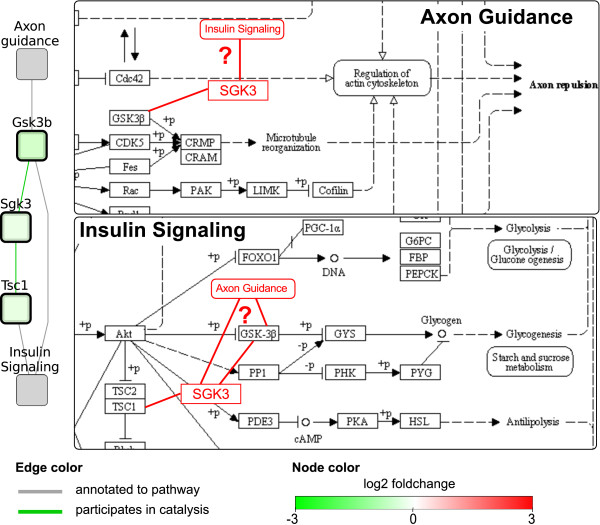 Axon
guidance
Gsk3b
Sgk3
Tsc1
Insulin
Signaling
Axon Guidance
Insulin Signaling
?
SGK3
Cdc42
Regulation of
actin cytoskeleton
Axon repulsion
GSK3β
+p
CDK5
+p
CRMP
CRAM
Microtubule
reorganization
Fes
+p
Rac
PAK
+p
LIMK
+p
Cofilin
Insulin Signaling
PGC-1α
FOXO1
+p
DNA
G6PC
FBP
PEPCK
Glycolysis
Glycolysis /
Glucone ogenesis
Axon Guidance
?
+p
Akt
+p
GSK-3β
+p
GYS
Glycogen
Glycogenesis
-p
Starch and sucrose
metabolism
PP1
-p
PHK
+p
PYG
+p
TSC2
TSC1
SGK3
+p
PDE3
cAMP
PKA
+p
HSL
Antilipolysis
Edge color
annotated to pathway
participates in catalysis
Node color
log2 foldchange
-3
0
3